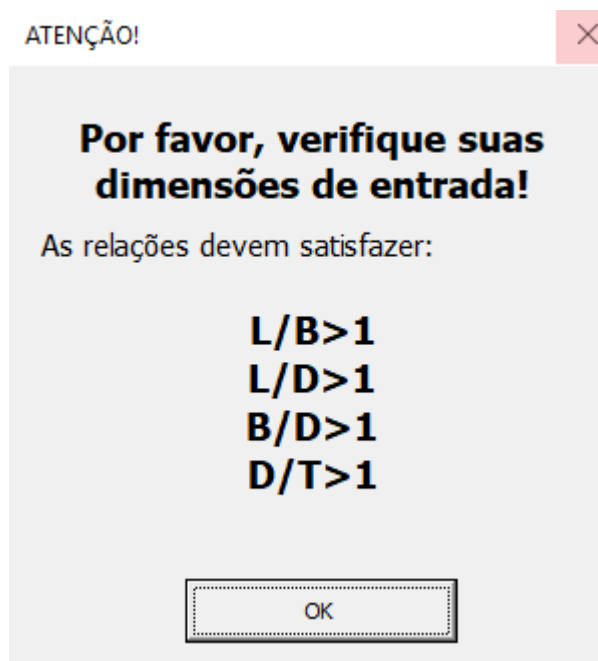 ATENÇÃO!
Por favor, verifique suas
dimensões de entrada!
As relações devem satisfazer:
L/B>1
L/D>1
B/D>1
D/T>1
OK